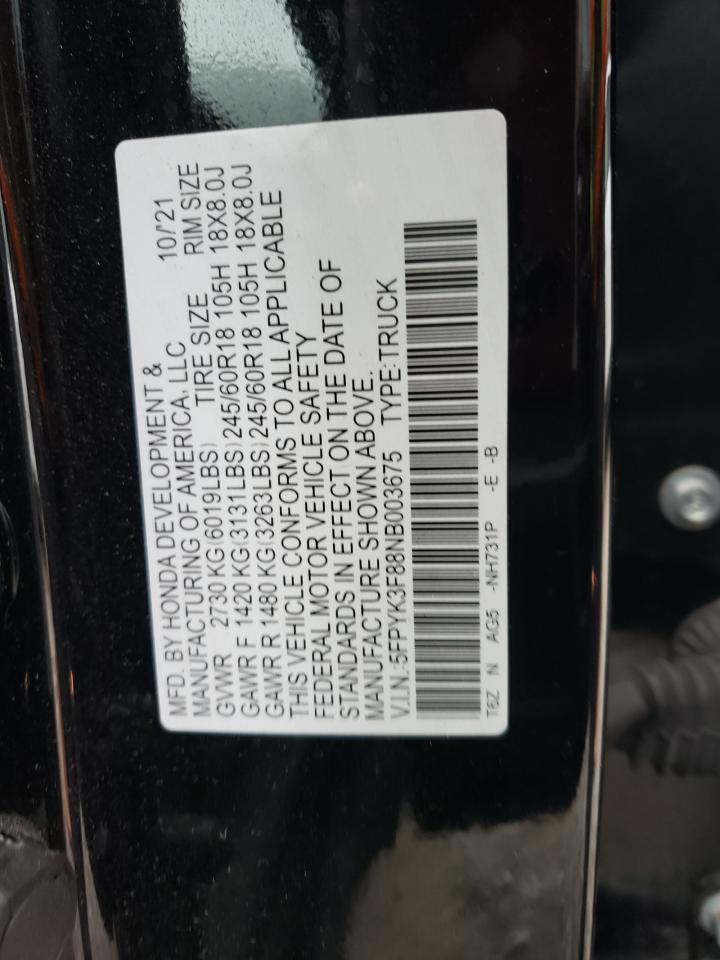 MFD. BY HONDA DEVELOPMENT &
MANUFACTURING OF AMERICA, LLC 10/'21
GVWR 2730 KG(6019LBS) TIRE SIZE RIM SIZE
GAWR F 1420 KG(3131LBS) 245/60R18 105H 18X8.0J
GAWR R 1480 KG(3263LBS) 245/60R18 105H 18X8.0J
THIS VEHICLE CONFORMS TO ALL APPLICABLE
FEDERAL MOTOR VEHICLE SAFETY
STANDARDS IN EFFECT ON THE DATE OF
MANUFACTURE SHOWN ABOVE.
V.I.N.:5FPYK3F88NB003675 TYPE:TRUCK
T6Z N AG5 -NH731P -E -B